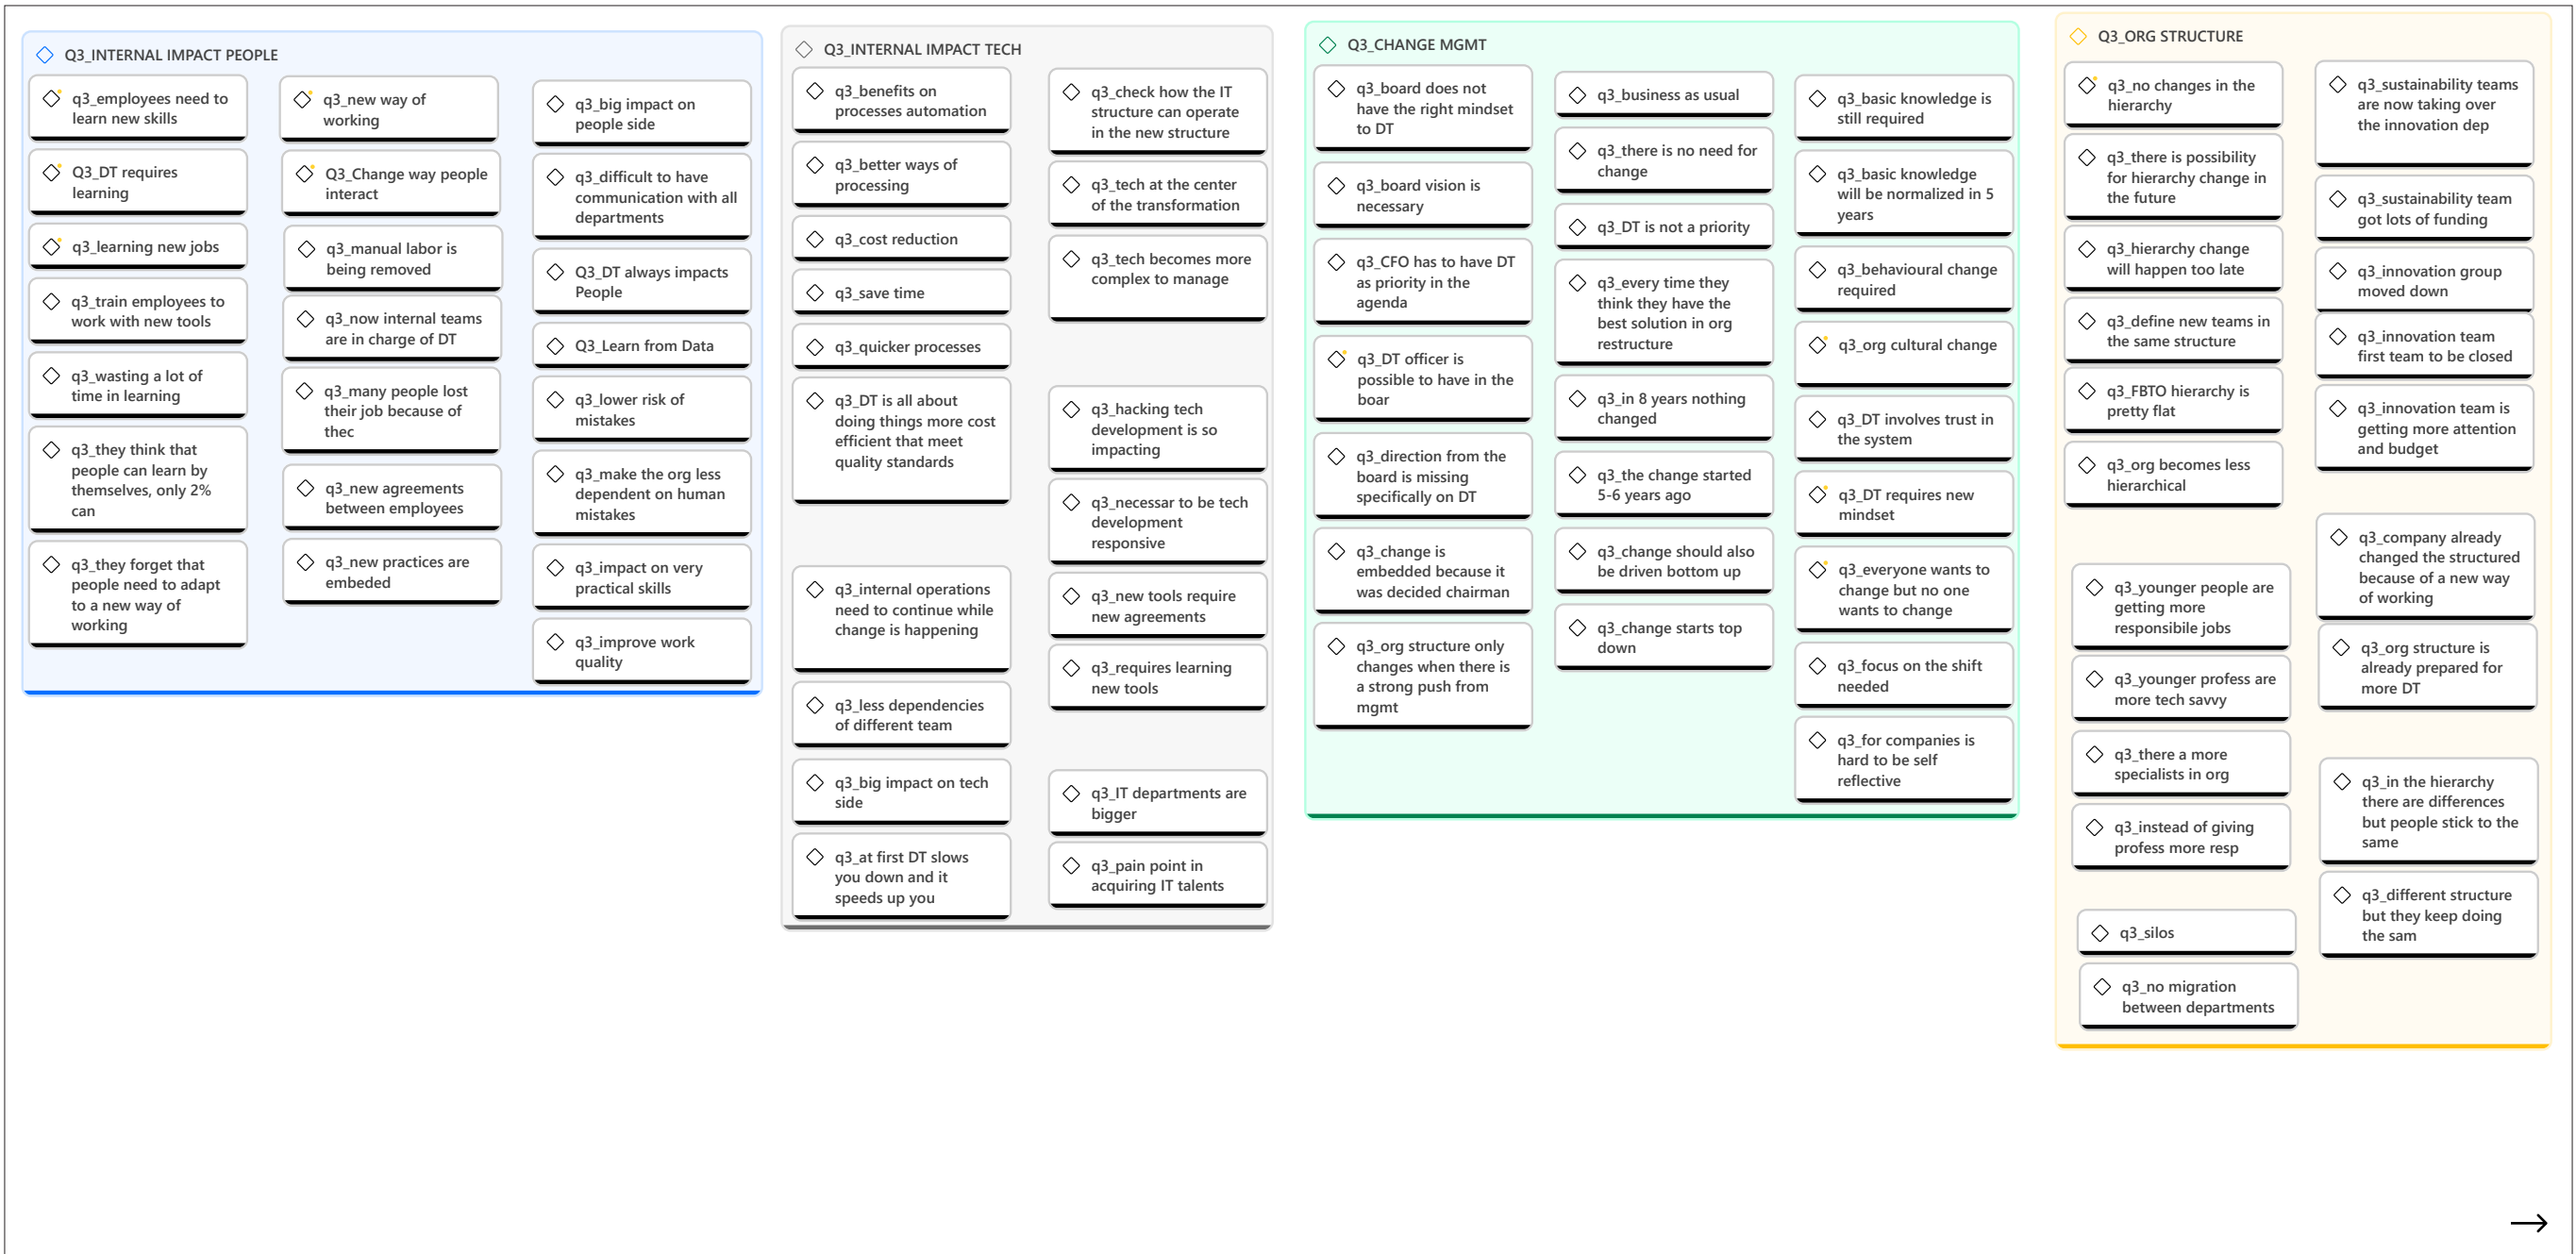 Q3_INTERNAL IMPACT PEOPLE
q3_employees need to
learn new skills
Q3_DT requires
learning
q3_learning new jobs
q3_train employees to
work with new tools
q3_wasting a lot of
time in learning
q3_they think that
people can learn by
themselves, only 2%
can
q3_they forget that
people need to adapt
to a new way of
working
q3_new way of
working
Q3_Change way people
interact
q3_manual labor is
being removed
q3_now internal teams
are in charge of DT
q3_many people lost
their job because of
thec
q3_new agreements
between employees
q3_new practices are
embeded
q3_big impact on
people side
q3_difficult to have
communication with all
departments
Q3_DT always impacts
People
Q3_Learn from Data
q3_lower risk of
mistakes
q3_make the org less
dependent on human
mistakes
q3_impact on very
practical skills
q3_improve work
quality
Q3_INTERNAL IMPACT TECH
q3_benefits on
processes automation
q3_better ways of
processing
q3_cost reduction
q3_save time
q3_quicker processes
q3_DT is all about
doing things more cost
efficient that meet
quality standards
q3_internal operations
need to continue while
change is happening
q3_less dependencies
of different team
q3_big impact on tech
side
q3_at first DT slows
you down and it
speeds up you
q3_check how the IT
structure can operate
in the new structure
q3_tech at the center
of the transformation
q3_tech becomes more
complex to manage
q3_hacking tech
development is so
impacting
q3_necessar to be tech
development
responsive
q3_new tools require
new agreements
q3_requires learning
new tools
q3_IT departments are
bigger
q3_pain point in
acquiring IT talents
Q3_CHANGE MGMT
q3_board does not
have the right mindset
to DT
q3_board vision is
necessary
q3_CFO has to have DT
as priority in the
agenda
q3_DT officer is
possible to have in the
boar
q3_direction from the
board is missing
specifically on DT
q3_change is
embedded because it
was decided chairman
q3_org structure only
changes when there is
a strong push from
mgmt
q3_business as usual
q3_there is no need for
change
q3_DT is not a priority
q3_every time they
think they have the
best solution in org
restructure
q3_in 8 years nothing
changed
q3_the change started
5-6 years ago
q3_change should also
be driven bottom up
q3_change starts top
down
q3_basic knowledge is
still required
q3_basic knowledge
will be normalized in 5
years
q3_behavioural change
required
q3_org cultural change
q3_DT involves trust in
the system
q3_DT requires new
mindset
q3_everyone wants to
change but no one
wants to change
q3_focus on the shift
needed
q3_for companies is
hard to be self
reflective
Q3_ORG STRUCTURE
q3_no changes in the
hierarchy
q3_there is possibility
for hierarchy change in
the future
q3_hierarchy change
will happen too late
q3_define new teams in
the same structure
q3_FBTO hierarchy is
pretty flat
q3_org becomes less
hierarchical
q3_younger people are
getting more
responsibile jobs
q3_younger profess are
more tech savvy
q3_there a more
specialists in org
q3_instead of giving
profess more resp
q3_silos
q3_no migration
between departments
q3_sustainability teams
are now taking over
the innovation dep
q3_sustainability team
got lots of funding
q3_innovation group
moved down
q3_innovation team
first team to be closed
q3_innovation team is
getting more attention
and budget
q3_company already
changed the structured
because of a new way
of working
q3_org structure is
already prepared for
more DT
q3_in the hierarchy
there are differences
but people stick to the
same
q3_different structure
but they keep doing
the sam